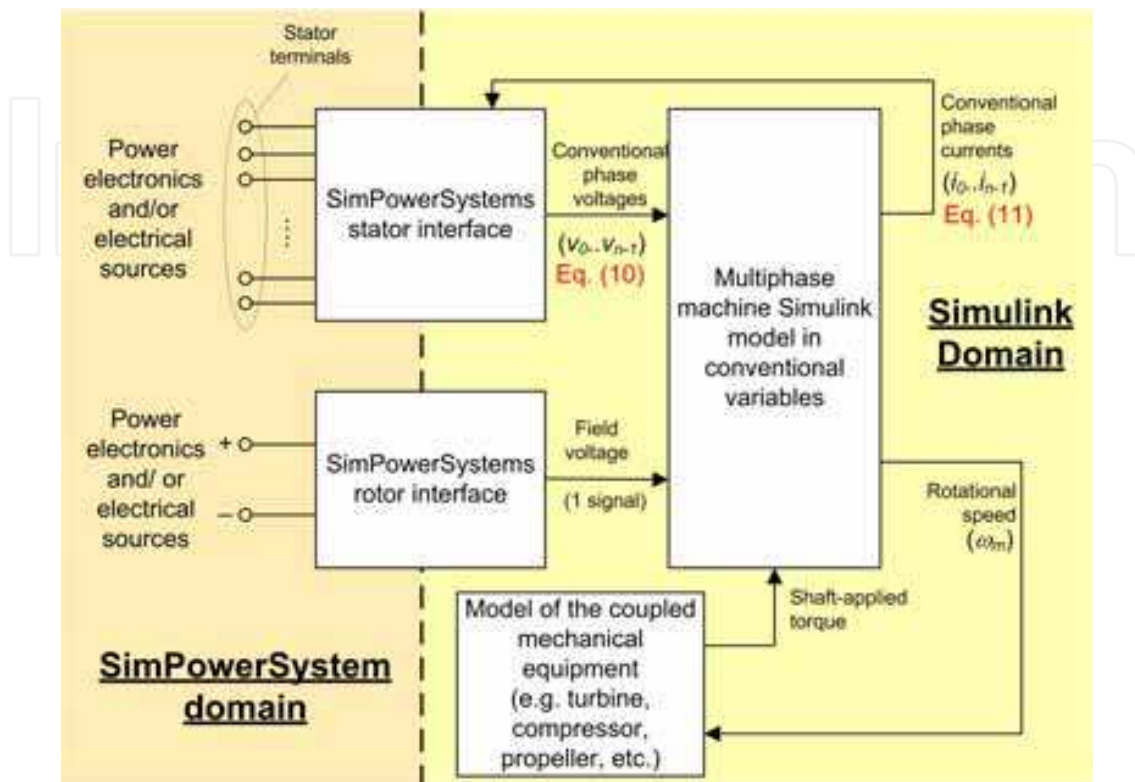 Stator
terminals
Power
electronics
and/or
electrical
sources
SimPowerSystems
stator interface
Conventional
phase
voltages
(v0..vn-1)
Eq. (10)
Conventional
phase
currents
(i0..in-1)
Eq. (11)
Multiphase
machine Simulink
model in
conventional
variables
Simulink
Domain
Power
electronics
and/ or
electrical
sources
+
–
SimPowerSystems
rotor interface
Field
voltage
(1 signal)
Rotational
speed
(ωm)
Shaft-applied
torque
Model of the coupled
mechanical
equipment
(e.g. turbine,
compressor,
propeller, etc.)
SimPowerSystem
domain